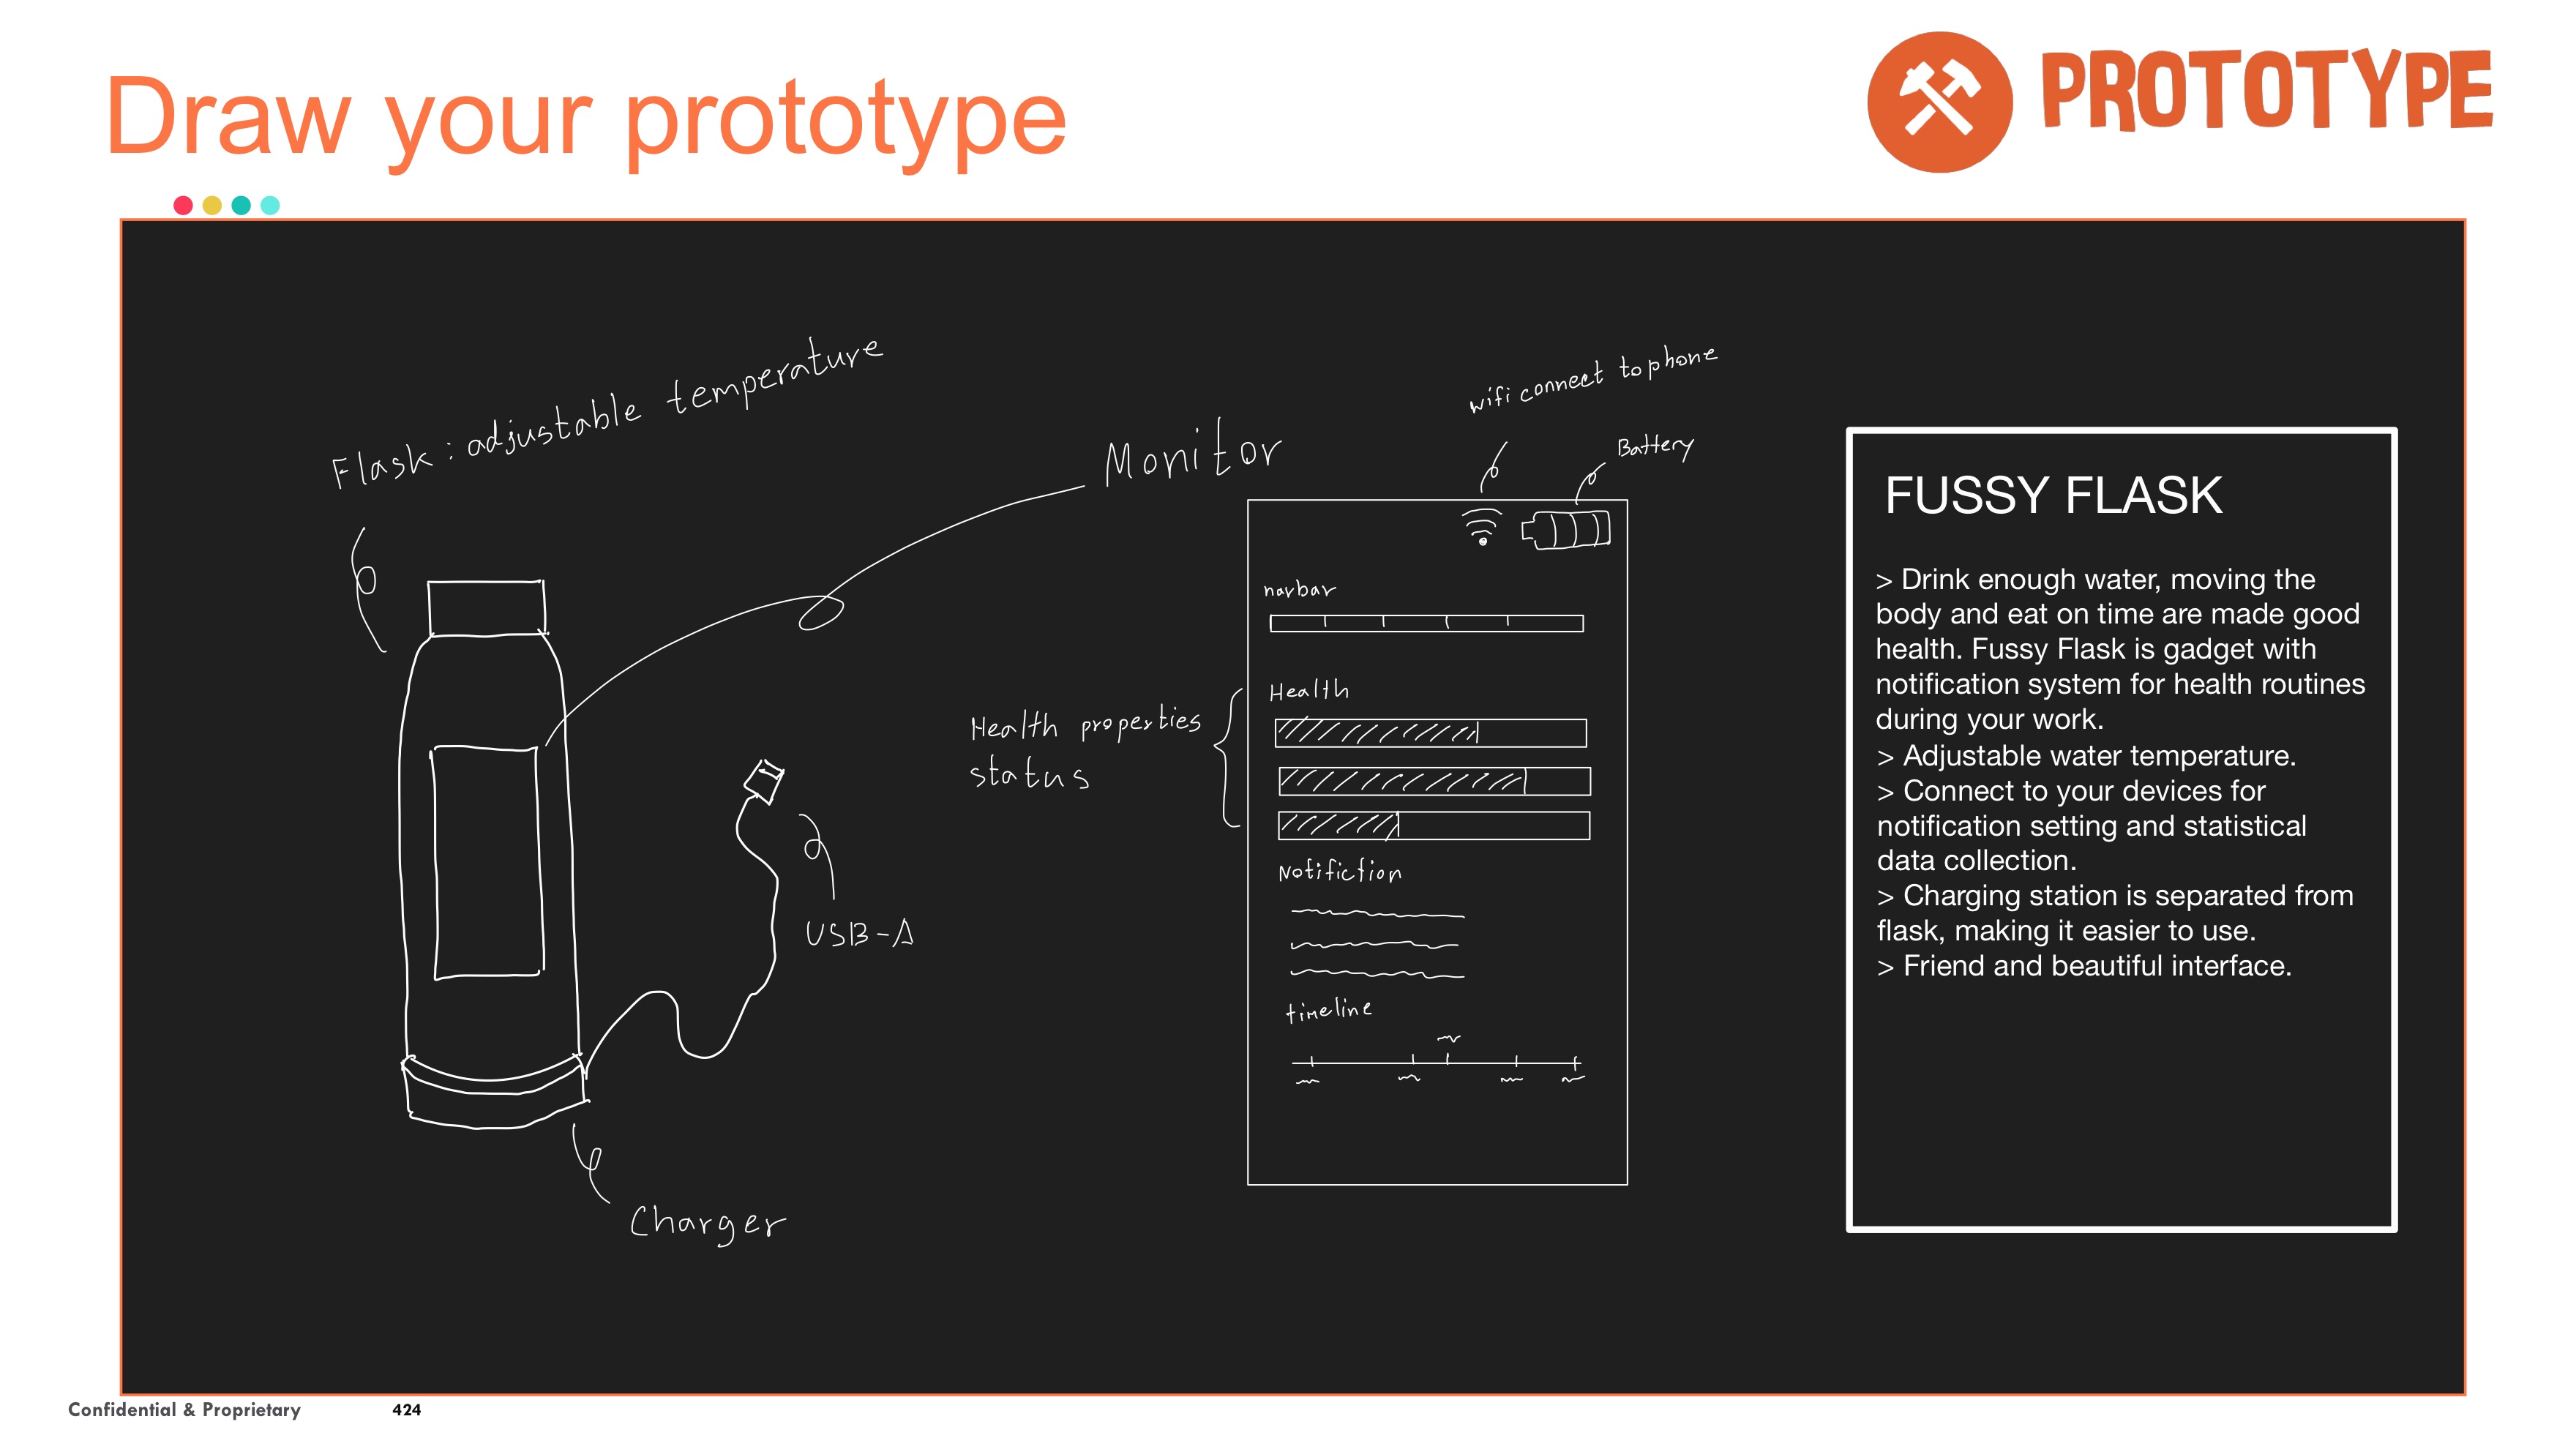 Draw your prototype
PROTOTYPE
Flask : adjustable temperature
Monitor
wifi connect to phone
Battery
navbar
Health
Health properties
status
Notifiction
timeline
USB-A
Charger
FUSSY FLASK
> Drink enough water, moving the
body and eat on time are made good
health. Fussy Flask is gadget with
notification system for health routines
during your work.
> Adjustable water temperature.
> Connect to your devices for
notification setting and statistical
data collection.
> Charging station is separated from
flask, making it easier to use.
> Friend and beautiful interface.
Confidential & Proprietary
424